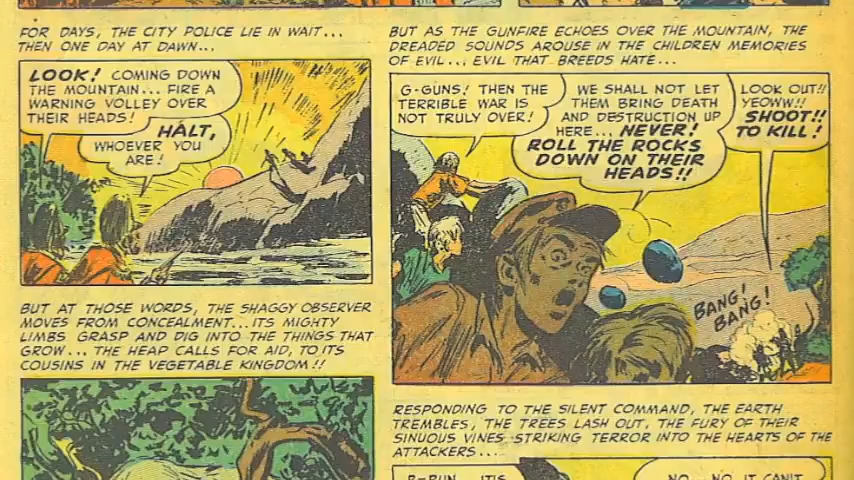 FOR DAYS, THE CITY POLICE LIE IN WAIT...
THEN ONE DAY AT DAWN...
LOOK! COMING DOWN
THE MOUNTAIN... FIRE A
WARNING VOLLEY OVER
THEIR HEADS!
HALT,
WHOEVER YOU
ARE!
BUT AS THE GUNFIRE ECHOES OVER THE MOUNTAIN, THE
DREADED SOUNDS AROUSE IN THE CHILDREN MEMORIES
OF EVIL... EVIL THAT BREEDS HATE...
G-GUNS! THEN THE
TERRIBLE WAR IS
NOT TRULY OVER!
WE SHALL NOT LET
THEM BRING DEATH
AND DESTRUCTION UP
HERE... NEVER!
ROLL THE ROCKS
DOWN ON THEIR
HEADS!!
LOOK OUT!!
YEOWW!!
SHOOT!!
TO KILL!
BANG!
BANG!
BUT AT THOSE WORDS, THE SHAGGY OBSERVER
MOVES FROM CONCEALMENT... ITS MIGHTY
LIMBS GRASP AND DIG INTO THE THINGS THAT
GROW... THE HEAP CALLS FOR AID, TO ITS
COUSINS IN THE VEGETABLE KINGDOM!!
RESPONDING TO THE SILENT COMMAND, THE EARTH
TREMBLES, THE TREES LASH OUT, THE FURY OF THEIR
SINUOUS VINES STRIKING TERROR INTO THE HEARTS OF THE
ATTACKERS...
R-RUN, IT'S
NO... NO, IT CAN'T